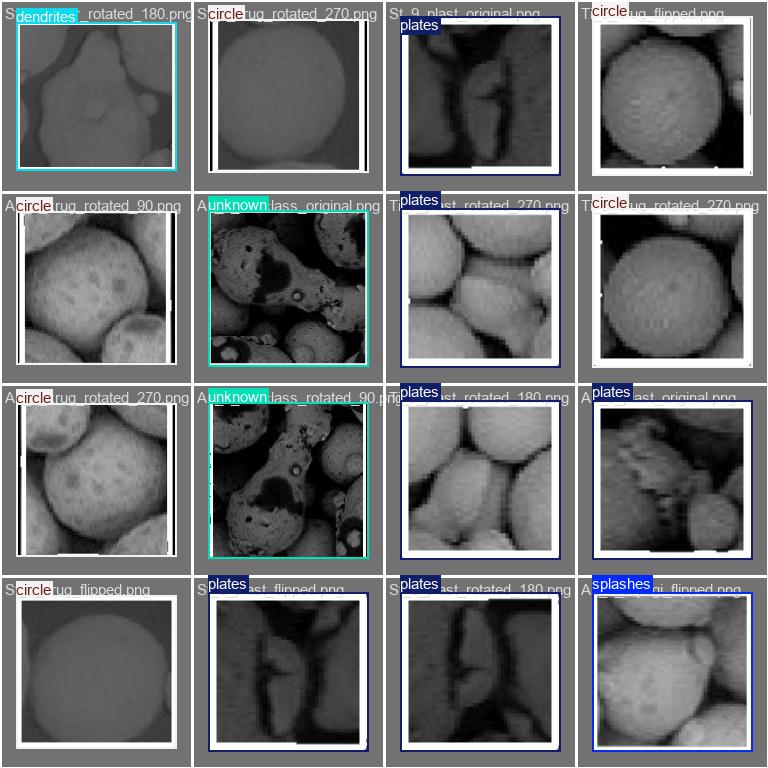 dendrites _rotated_180.png
circle rug_rotated_270
St_9_plast_original.png
plates
circle rug_flipped.png
circle rug_rotated_90.png
unknown lass_original.png
plates ast_rotated_270.png
circle rug_rotated_270.png
circle rug_rotated_270.png
unknown lass_rotated_90.png
plates ast_rotated_180.png
plates ast_original.png
circle rug_flipped.png
plates ast_flipped.png
plates ast_rotated_180.png
splashes gi_flipped.png